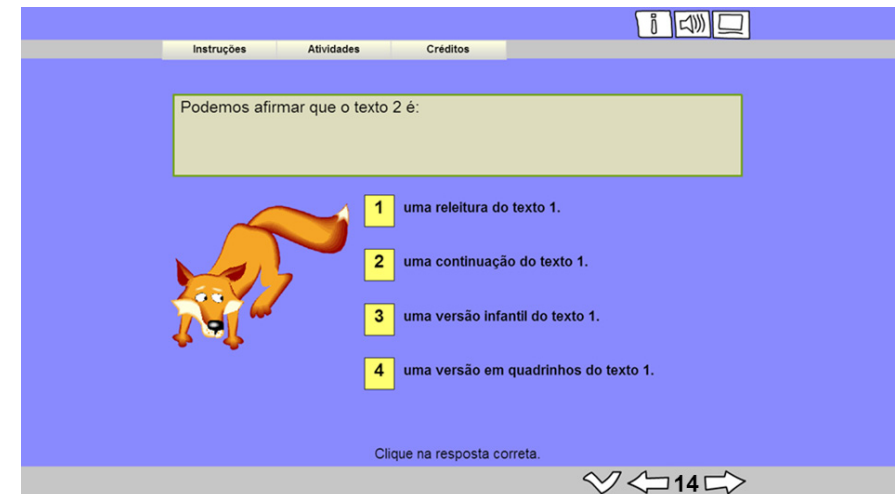 i
Instruções Atividades Créditos
Podemos afirmar que o texto 2 é:
1 uma releitura do texto 1.
2 uma continuação do texto 1.
3 uma versão infantil do texto 1.
4 uma versão em quadrinhos do texto 1.
Clique na resposta correta.
14